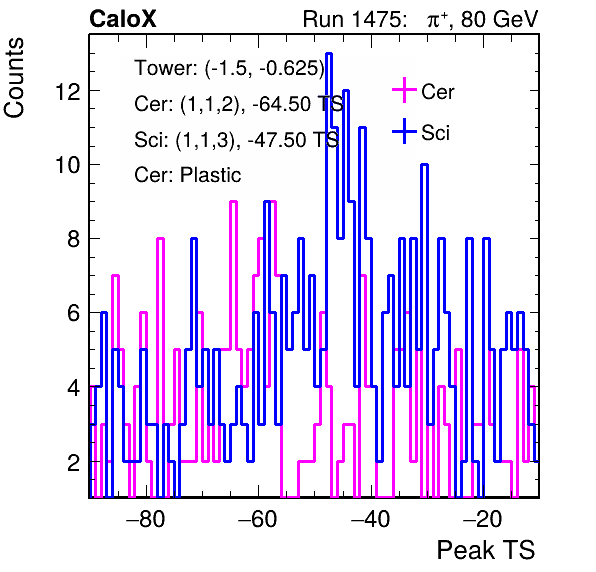 CaloX Run 1475: π⁺, 80 GeV
Counts
Tower: (-1.5, -0.625)
Cer: (1,1,2), -64.50 TS
Sci: (1,1,3), -47.50 TS
Cer: Plastic
Cer
Sci
12
10
8
6
4
2
−80 −60 −40 −20
Peak TS